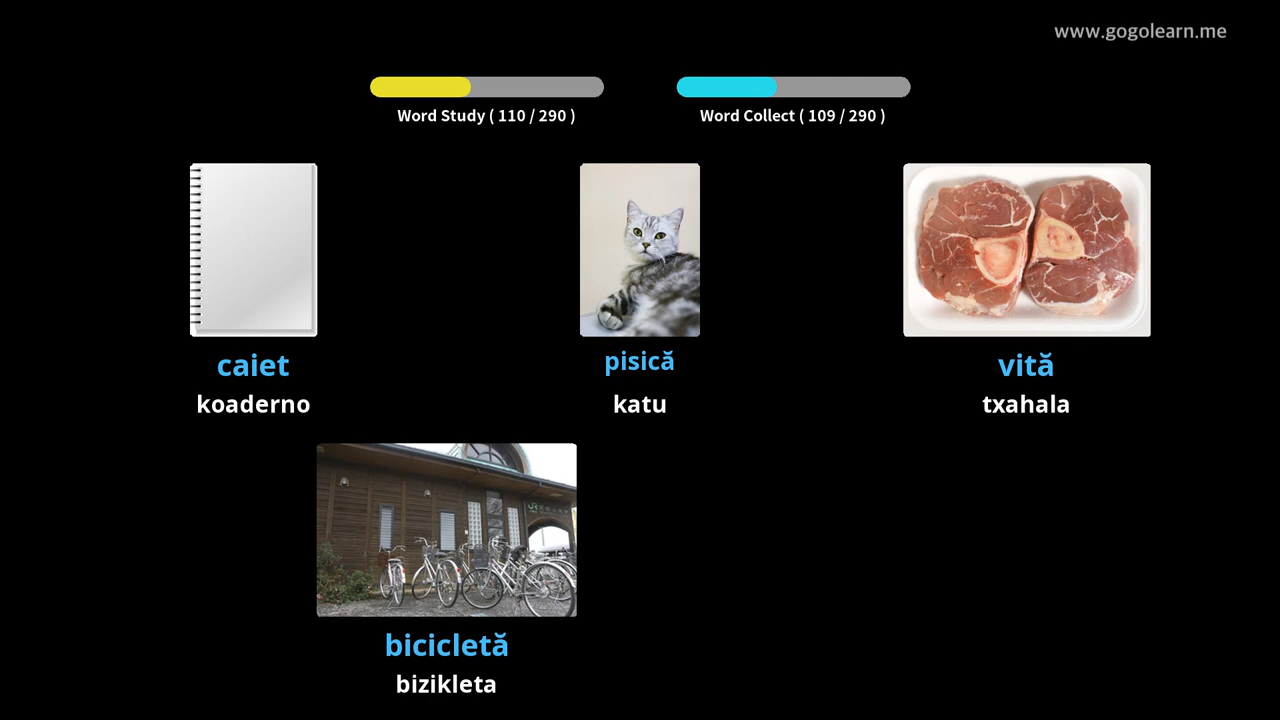 www.gogolearn.me
Word Study ( 110 / 290 )
Word Collect ( 109 / 290 )
caiet
koaderno
pisică
katu
vită
txahala
JR
bicicletă
bizikleta